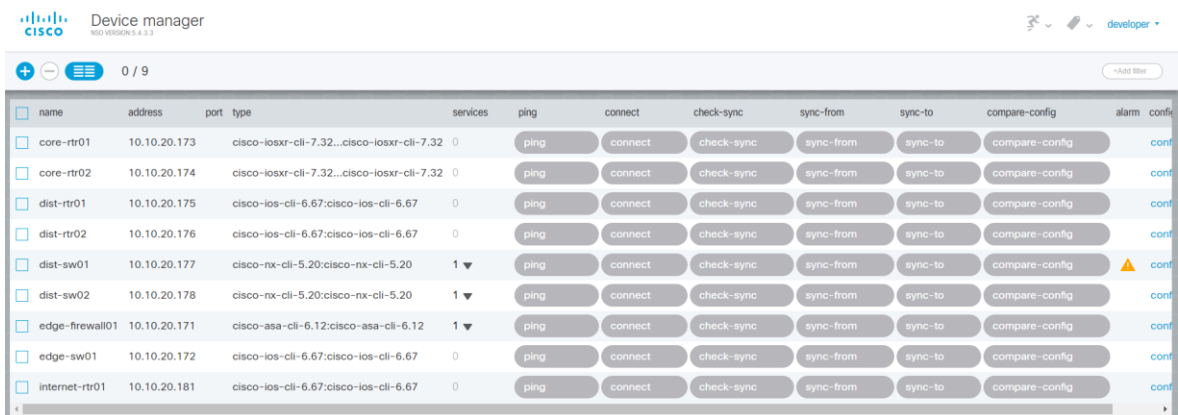 CISCO
Device manager
NSO VERSION:5.4.3.3
developer
0 / 9
+Add filter
name address port type services ping connect check-sync sync-from sync-to compare-config alarm config
core-rtr01 10.10.20.173 cisco-iosxr-cli-7.32...cisco-iosxr-cli-7.32 0 ping connect check-sync sync-from sync-to compare-config conf
core-rtr02 10.10.20.174 cisco-iosxr-cli-7.32...cisco-iosxr-cli-7.32 0 ping connect check-sync sync-from sync-to compare-config conf
dist-rtr01 10.10.20.175 cisco-ios-cli-6.67:cisco-ios-cli-6.67 0 ping connect check-sync sync-from sync-to compare-config conf
dist-rtr02 10.10.20.176 cisco-ios-cli-6.67:cisco-ios-cli-6.67 0 ping connect check-sync sync-from sync-to compare-config conf
dist-sw01 10.10.20.177 cisco-nx-cli-5.20:cisco-nx-cli-5.20 1 ping connect check-sync sync-from sync-to compare-config conf
dist-sw02 10.10.20.178 cisco-nx-cli-5.20:cisco-nx-cli-5.20 1 ping connect check-sync sync-from sync-to compare-config conf
edge-firewall01 10.10.20.171 cisco-asa-cli-6.12:cisco-asa-cli-6.12 1 ping connect check-sync sync-from sync-to compare-config conf
edge-sw01 10.10.20.172 cisco-ios-cli-6.67:cisco-ios-cli-6.67 0 ping connect check-sync sync-from sync-to compare-config conf
internet-rtr01 10.10.20.181 cisco-ios-cli-6.67:cisco-ios-cli-6.67 0 ping connect check-sync sync-from sync-to compare-config conf